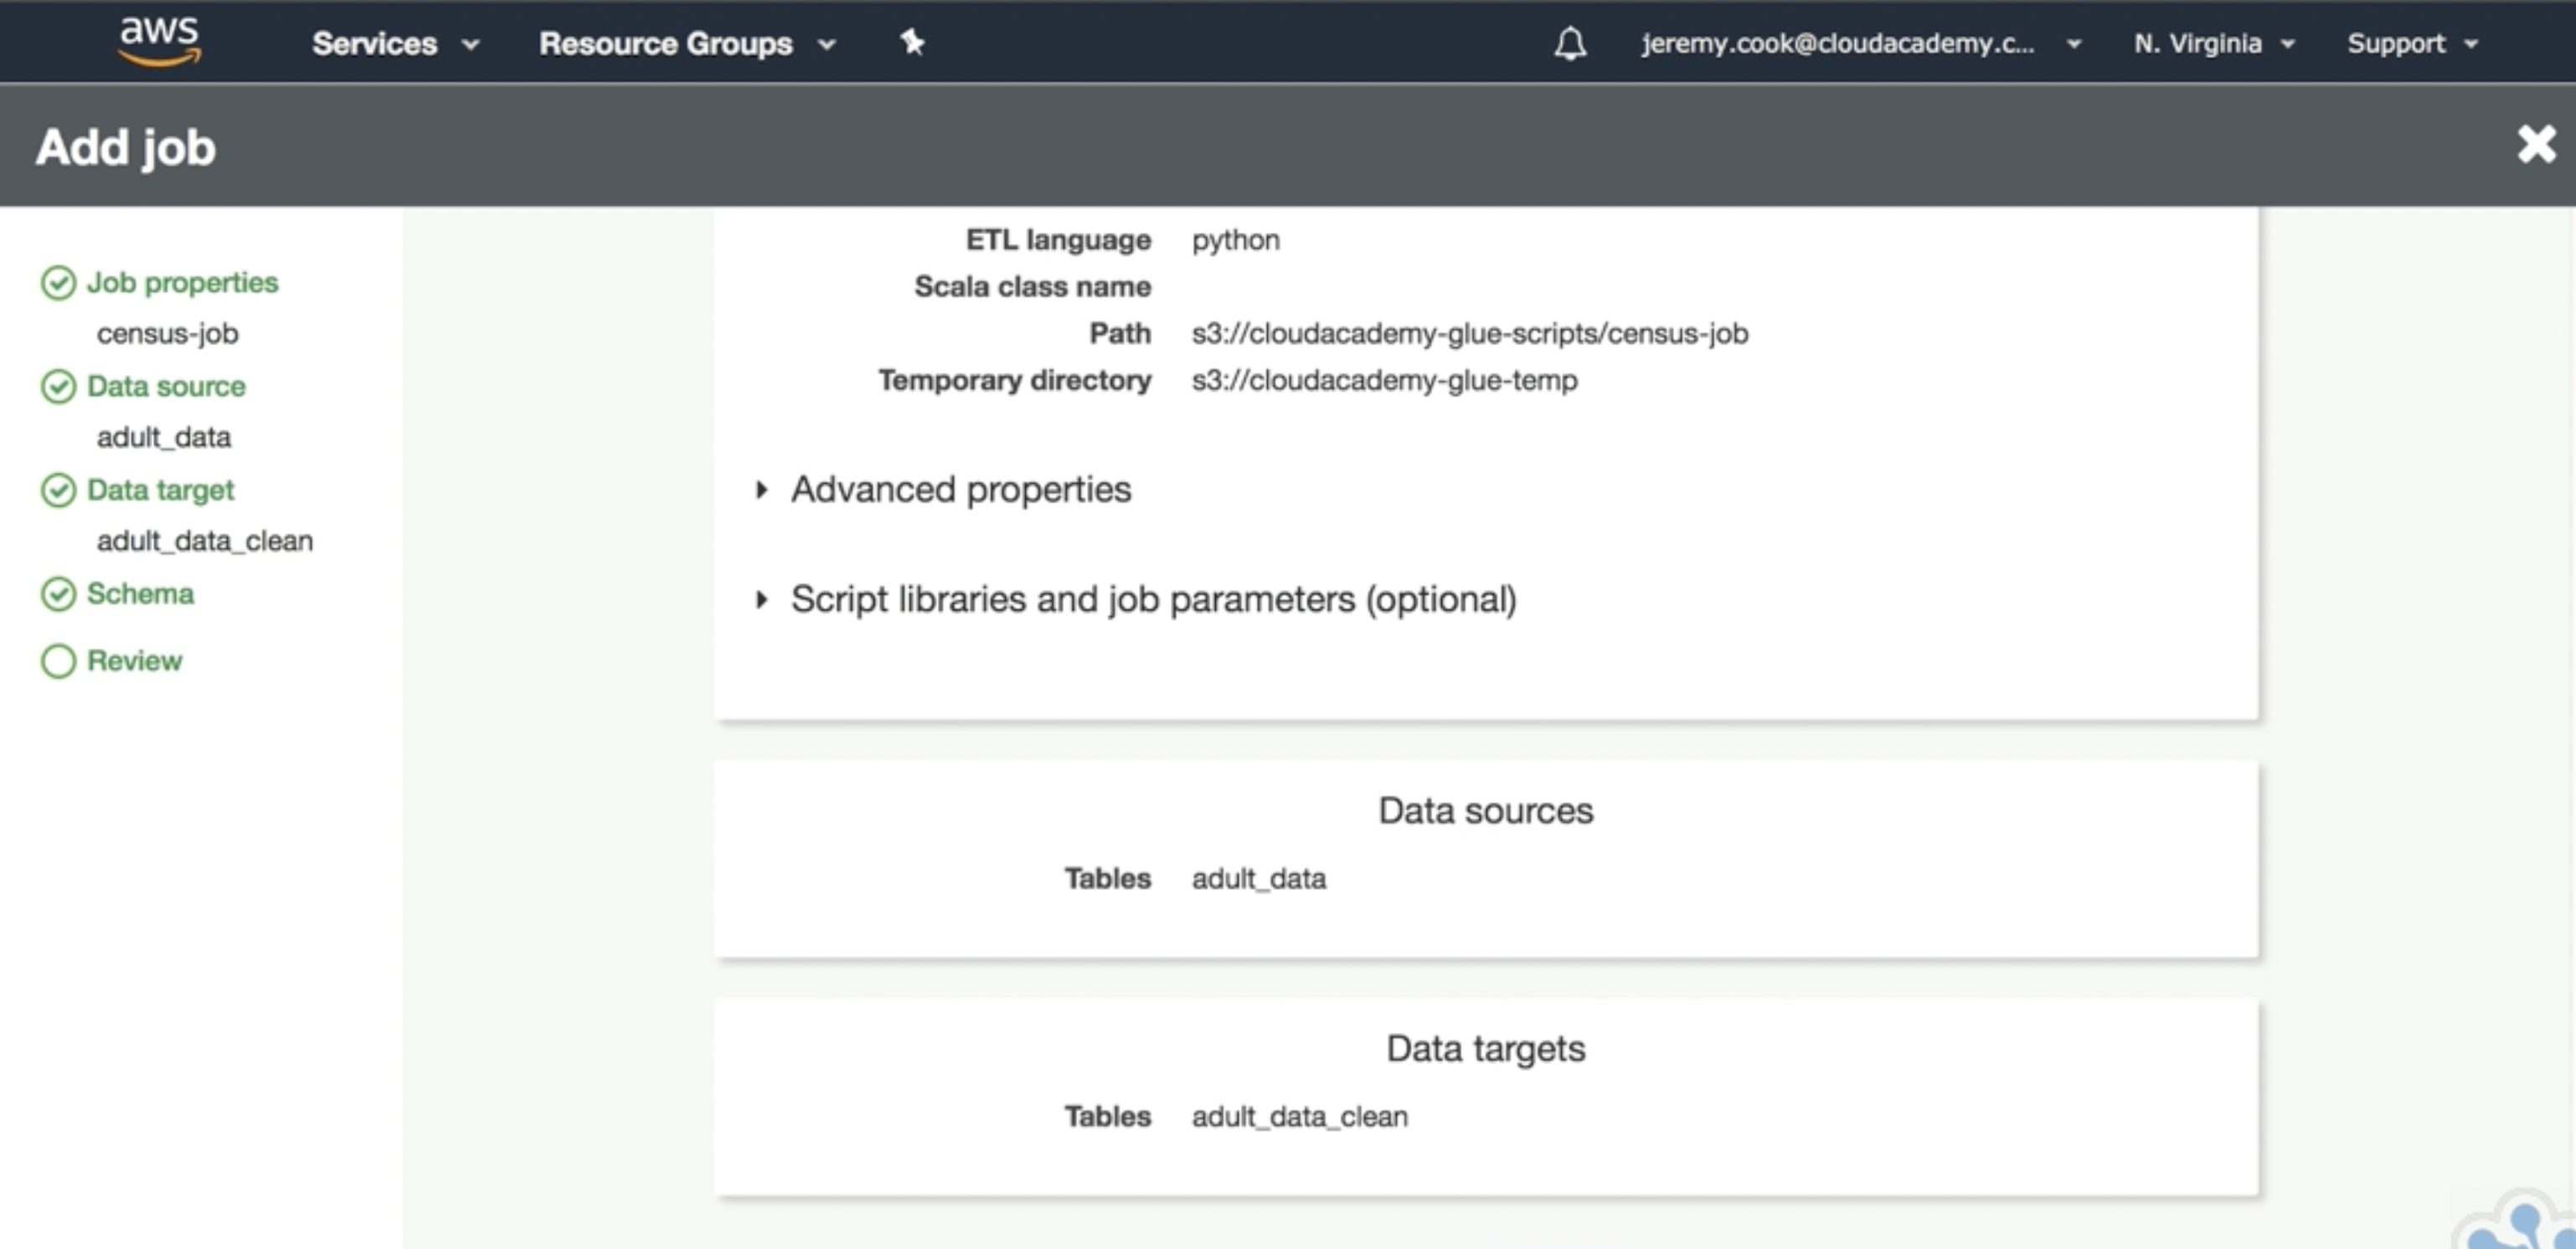 aws Services Resource Groups jeremy.cook@cloudacademy.c... N. Virginia Support
Add job
Job properties
census-job
Data source
adult_data
Data target
adult_data_clean
Schema
Review
ETL language python
Scala class name
Path s3://cloudacademy-glue-scripts/census-job
Temporary directory s3://cloudacademy-glue-temp
Advanced properties
Script libraries and job parameters (optional)
Data sources
Tables adult_data
Data targets
Tables adult_data_clean